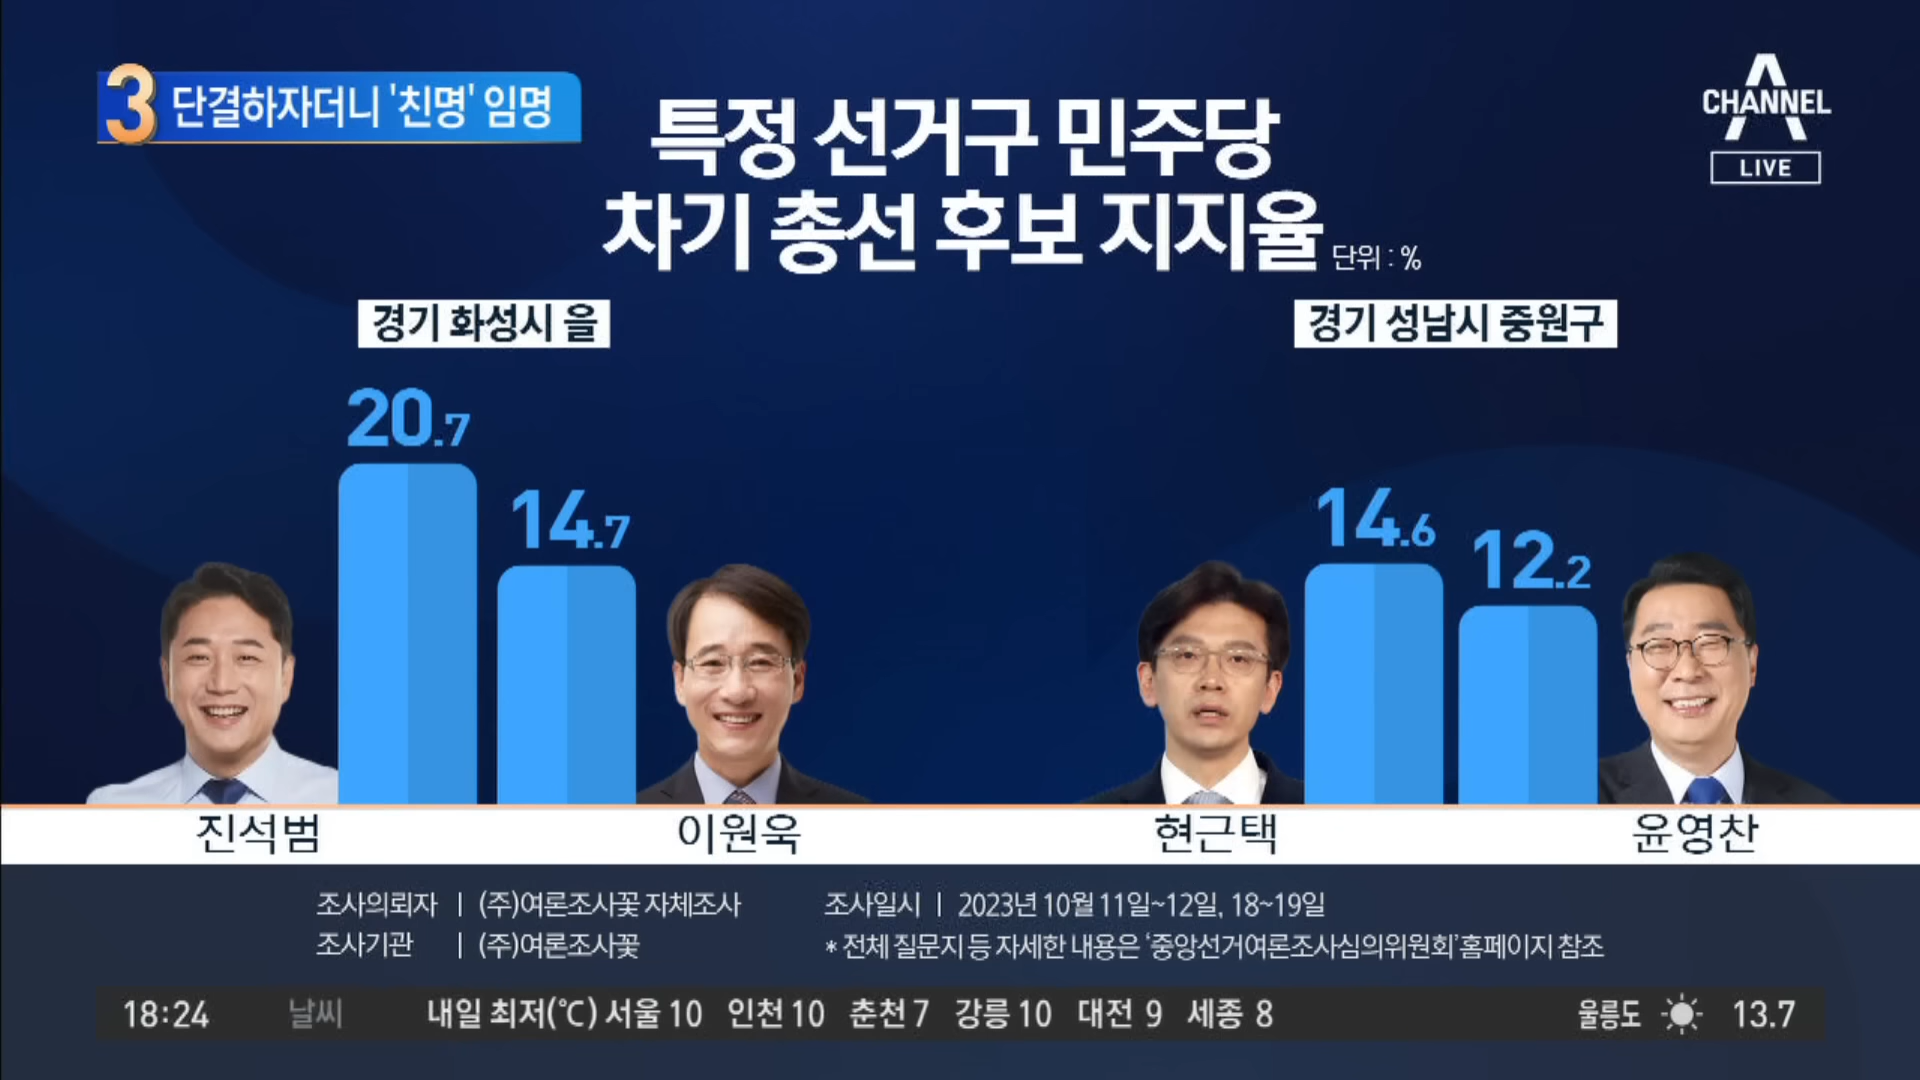 3 단결하자더니 '친명' 임명
CHANNEL A
LIVE
특정 선거구 민주당
차기 총선 후보 지지율 단위 : %
경기 화성시 을
경기 성남시 중원구
20.7
14.7
14.6
12.2
진석범
이원욱
현근택
윤영찬
조사의뢰자 | (주)여론조사꽃 자체조사
조사기관 | (주)여론조사꽃
조사일시 | 2023년 10월 11일~12일, 18~19일
* 전체 질문지 등 자세한 내용은 '중앙선거여론조사심의위원회' 홈페이지 참조
18:24 날씨 내일 최저(℃) 서울 10 인천 10 춘천 7 강릉 10 대전 9 세종 8 울릉도 13.7